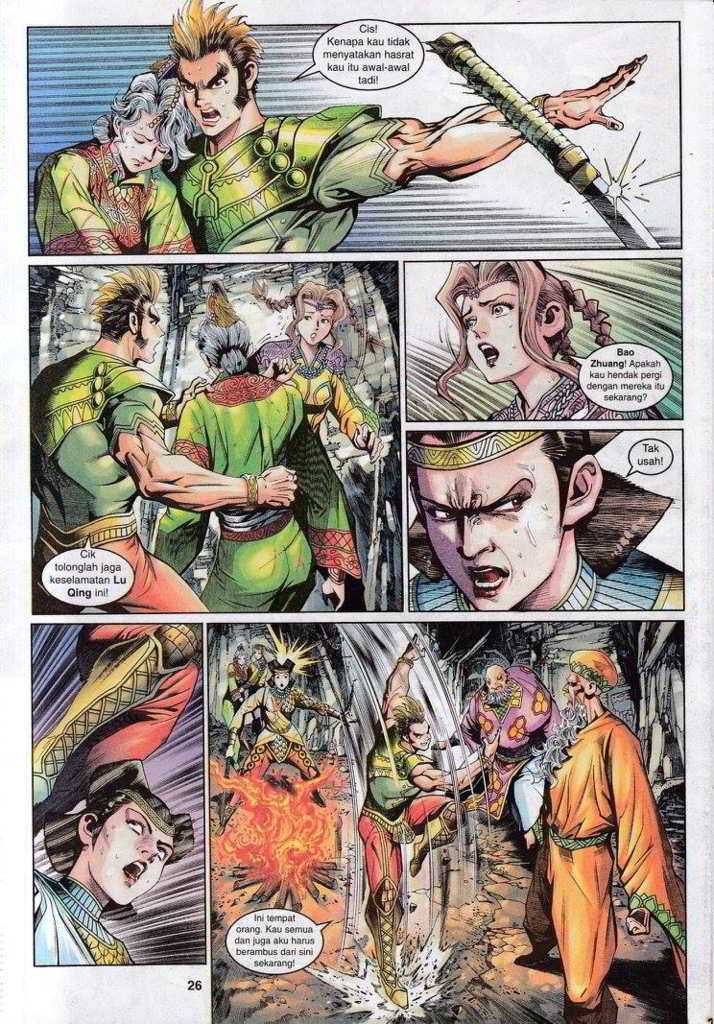 Cis!
Kenapa kau tidak
menyatakan hasrat
kau itu awal-awal
tadi!
Cik
tolonglah jaga
keselamatan Lu
Qing ini!
Bao
Zhuang! Apakah
kau hendak pergi
dengan mereka itu
sekarang?
Tak
usah!
Ini tempat
orang. Kau semua
dan juga aku harus
berambus dari sini
sekarang!
26